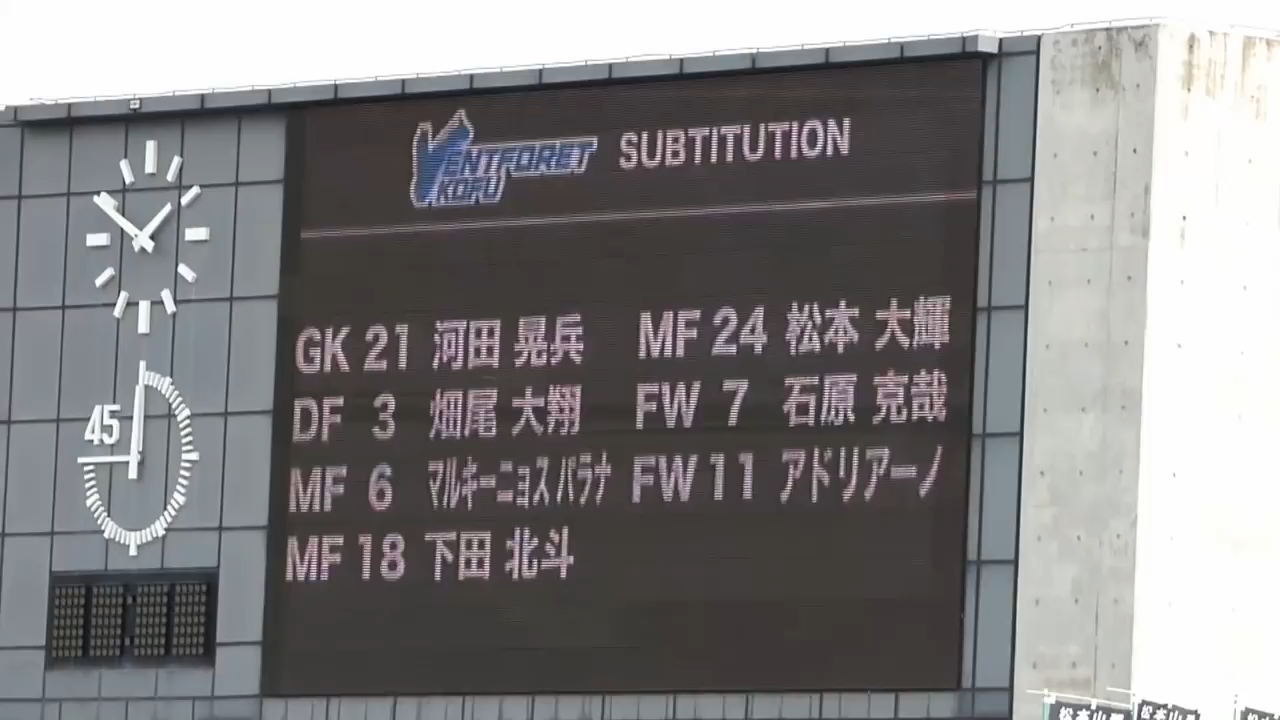 VENTFORET
KOFU
SUBTITUTION
GK 21 河田 晃兵
MF 24 松本 大輝
DF 3 畑尾 大翔
FW 7 石原 克哉
MF 6 マルキーニョス パラナ
FW 11 アドリアーノ
MF 18 下田 北斗
45